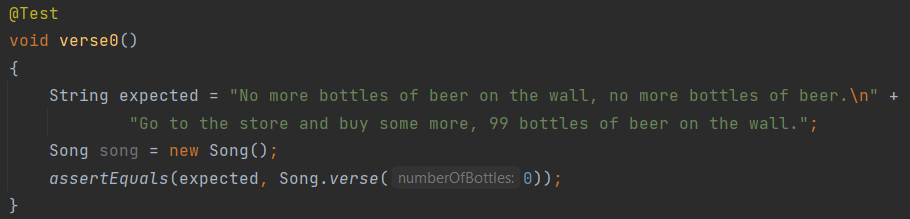 @Test
void verse0()
{
    String expected = "No more bottles of beer on the wall, no more bottles of beer.\n" +
            "Go to the store and buy some more, 99 bottles of beer on the wall.";
    Song song = new Song();
    assertEquals(expected, Song.verse( numberOfBottles: 0));
}